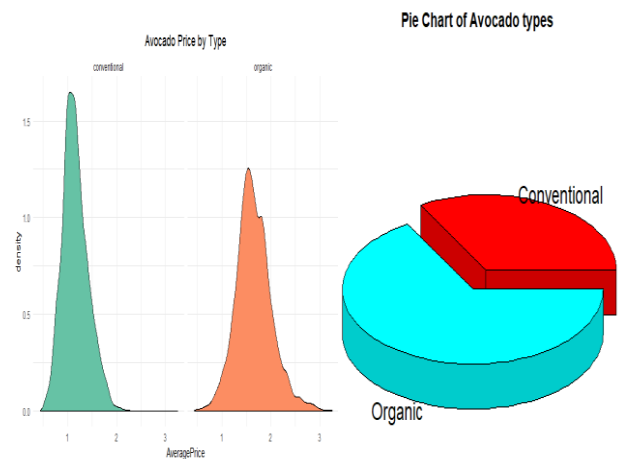 Avocado Price by Type
conventional
organic
density
1.5
1.0
0.5
0.0
1 2 3
1 2 3
AveragePrice
Pie Chart of Avocado types
Conventional
Organic